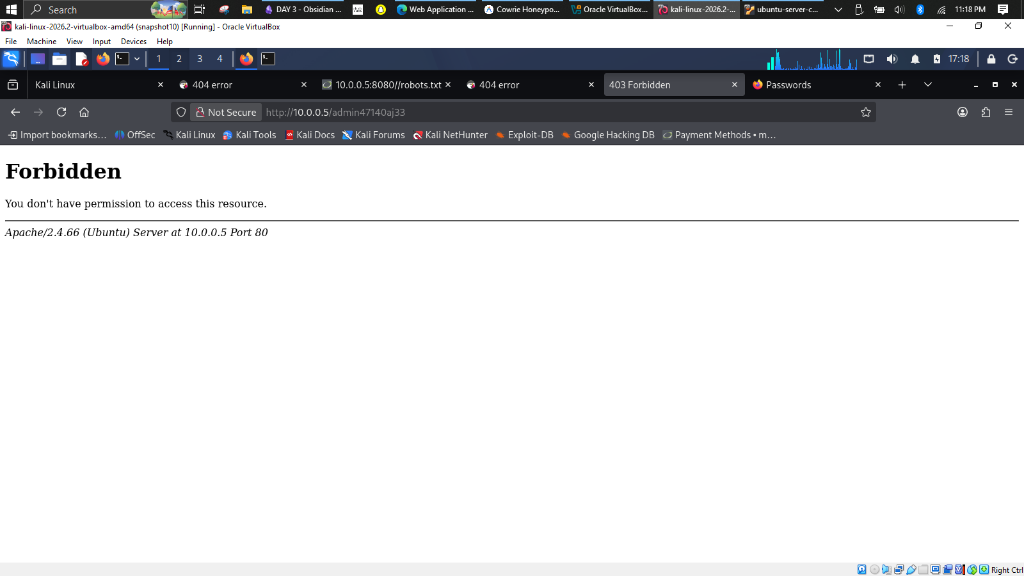 Search
DAY 3 - Obsidian ...
Web Application ...
Cowrie Honeypo...
Oracle VirtualBox...
kali-linux-2026.2-...
ubuntu-server-c...
11:18 PM
kali-linux-2026.2-virtualbox-amd64 (snapshot10) [Running] - Oracle VirtualBox
File Machine View Input Devices Help
1 2 3 4
17:18
Kali Linux
404 error
10.0.0.5:8080//robots.txt
404 error
403 Forbidden
Passwords
Not Secure http://10.0.0.5/admin47140aj33
Import bookmarks... OffSec Kali Linux Kali Tools Kali Docs Kali Forums Kali NetHunter Exploit-DB Google Hacking DB Payment Methods • m...
Forbidden
You don't have permission to access this resource.
Apache/2.4.66 (Ubuntu) Server at 10.0.0.5 Port 80
Right Ctrl